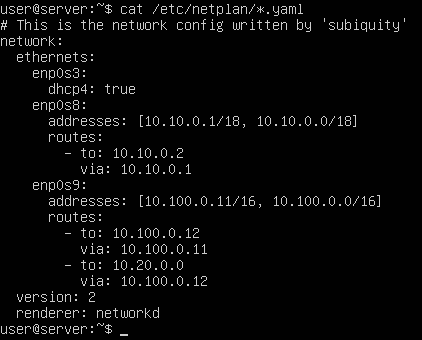 user@server:~$ cat /etc/netplan/*.yaml
# This is the network config written by 'subiquity'
network:
  ethernets:
    enp0s3:
      dhcp4: true
    enp0s8:
      addresses: [10.10.0.1/18, 10.10.0.0/18]
      routes:
        - to: 10.10.0.2
          via: 10.10.0.1
    enp0s9:
      addresses: [10.100.0.11/16, 10.100.0.0/16]
      routes:
        - to: 10.100.0.12
          via: 10.100.0.11
        - to: 10.20.0.0
          via: 10.100.0.12
  version: 2
  renderer: networkd
user@server:~$ _